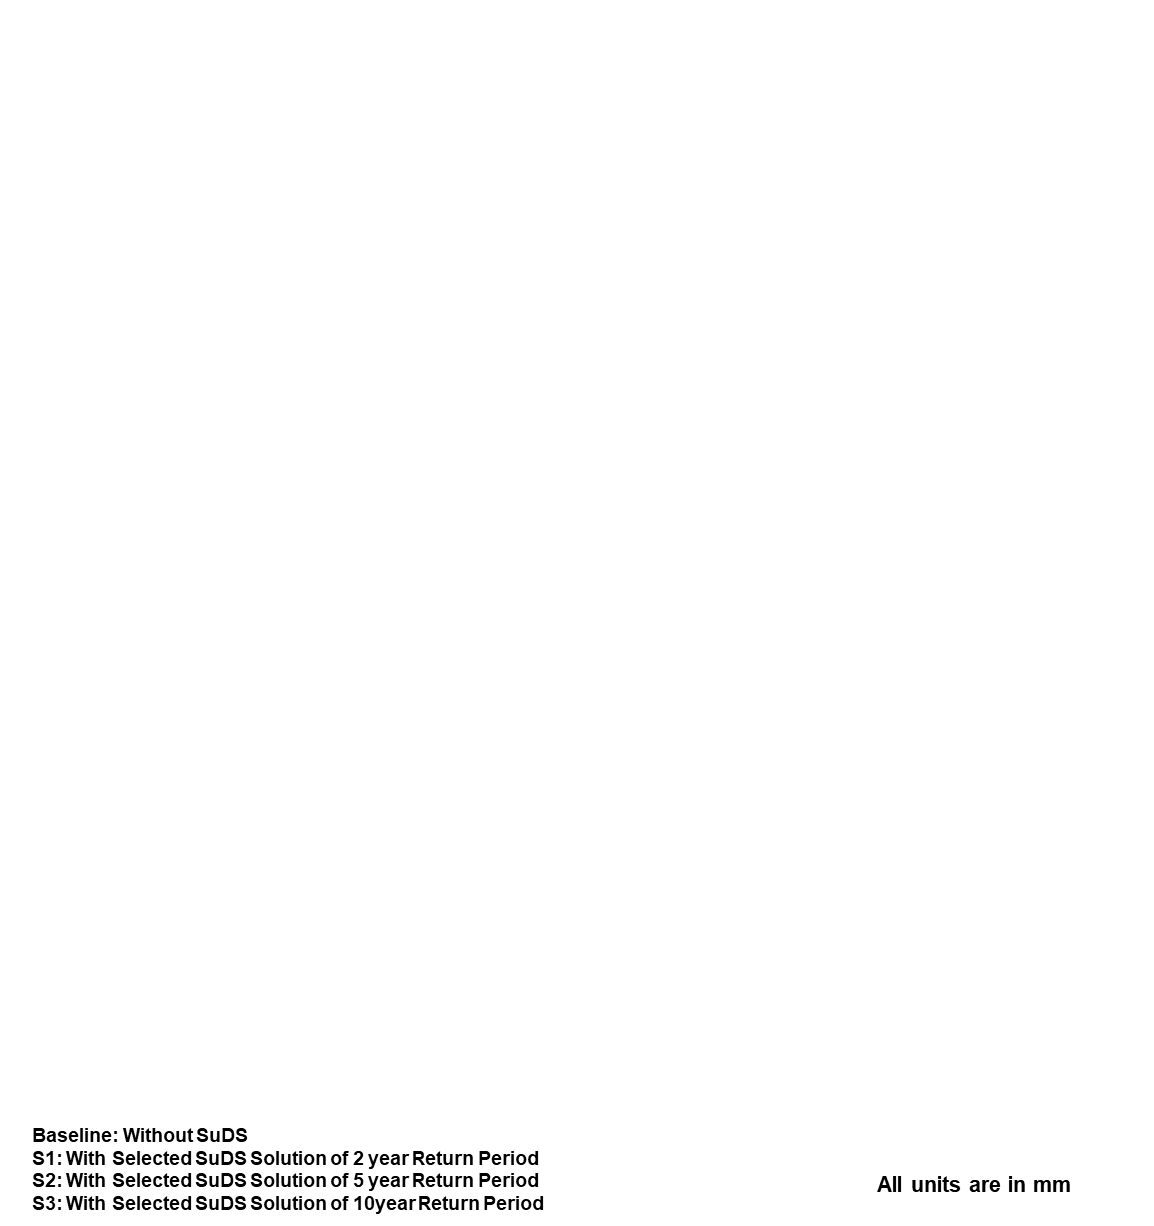 Baseline: Without SuDS
S1: With Selected SuDS Solution of 2 year Return Period
S2: With Selected SuDS Solution of 5 year Return Period
S3: With Selected SuDS Solution of 10year Return Period
All units are in mm